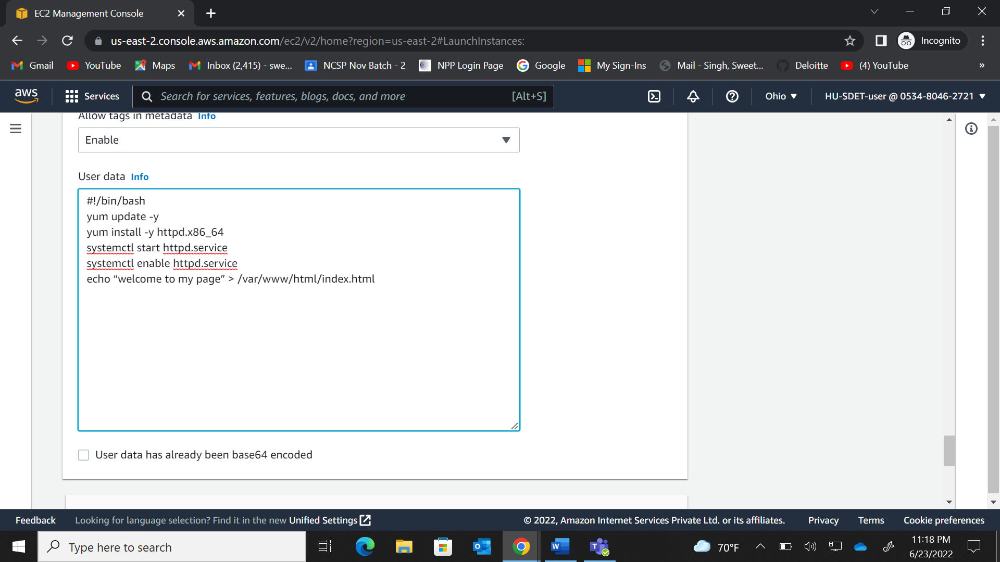 EC2 Management Console
us-east-2.console.aws.amazon.com/ec2/v2/home?region=us-east-2#LaunchInstances:
Incognito
Gmail YouTube Maps Inbox (2,415) - swe... NCSP Nov Batch - 2 NPP Login Page Google My Sign-Ins Mail - Singh, Sweet... Deloitte (4) YouTube »
aws Services Search for services, features, blogs, docs, and more [Alt+S] Ohio HU-SDET-user @ 0534-8046-2721
Allow tags in metadata Info
Enable
User data Info
#!/bin/bash
yum update -y
yum install -y httpd.x86_64
systemctl start httpd.service
systemctl enable httpd.service
echo “welcome to my page” > /var/www/html/index.html
User data has already been base64 encoded
Feedback Looking for language selection? Find it in the new Unified Settings © 2022, Amazon Internet Services Private Ltd. or its affiliates. Privacy Terms Cookie preferences
Type here to search
70°F
11:18 PM
6/23/2022